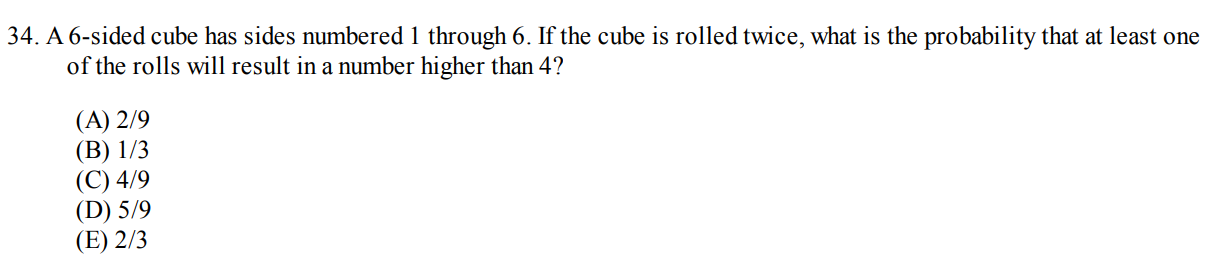 34. A 6-sided cube has sides numbered 1 through 6. If the cube is rolled twice, what is the probability that at least one
of the rolls will result in a number higher than 4?
(A) 2/9
(B) 1/3
(C) 4/9
(D) 5/9
(E) 2/3